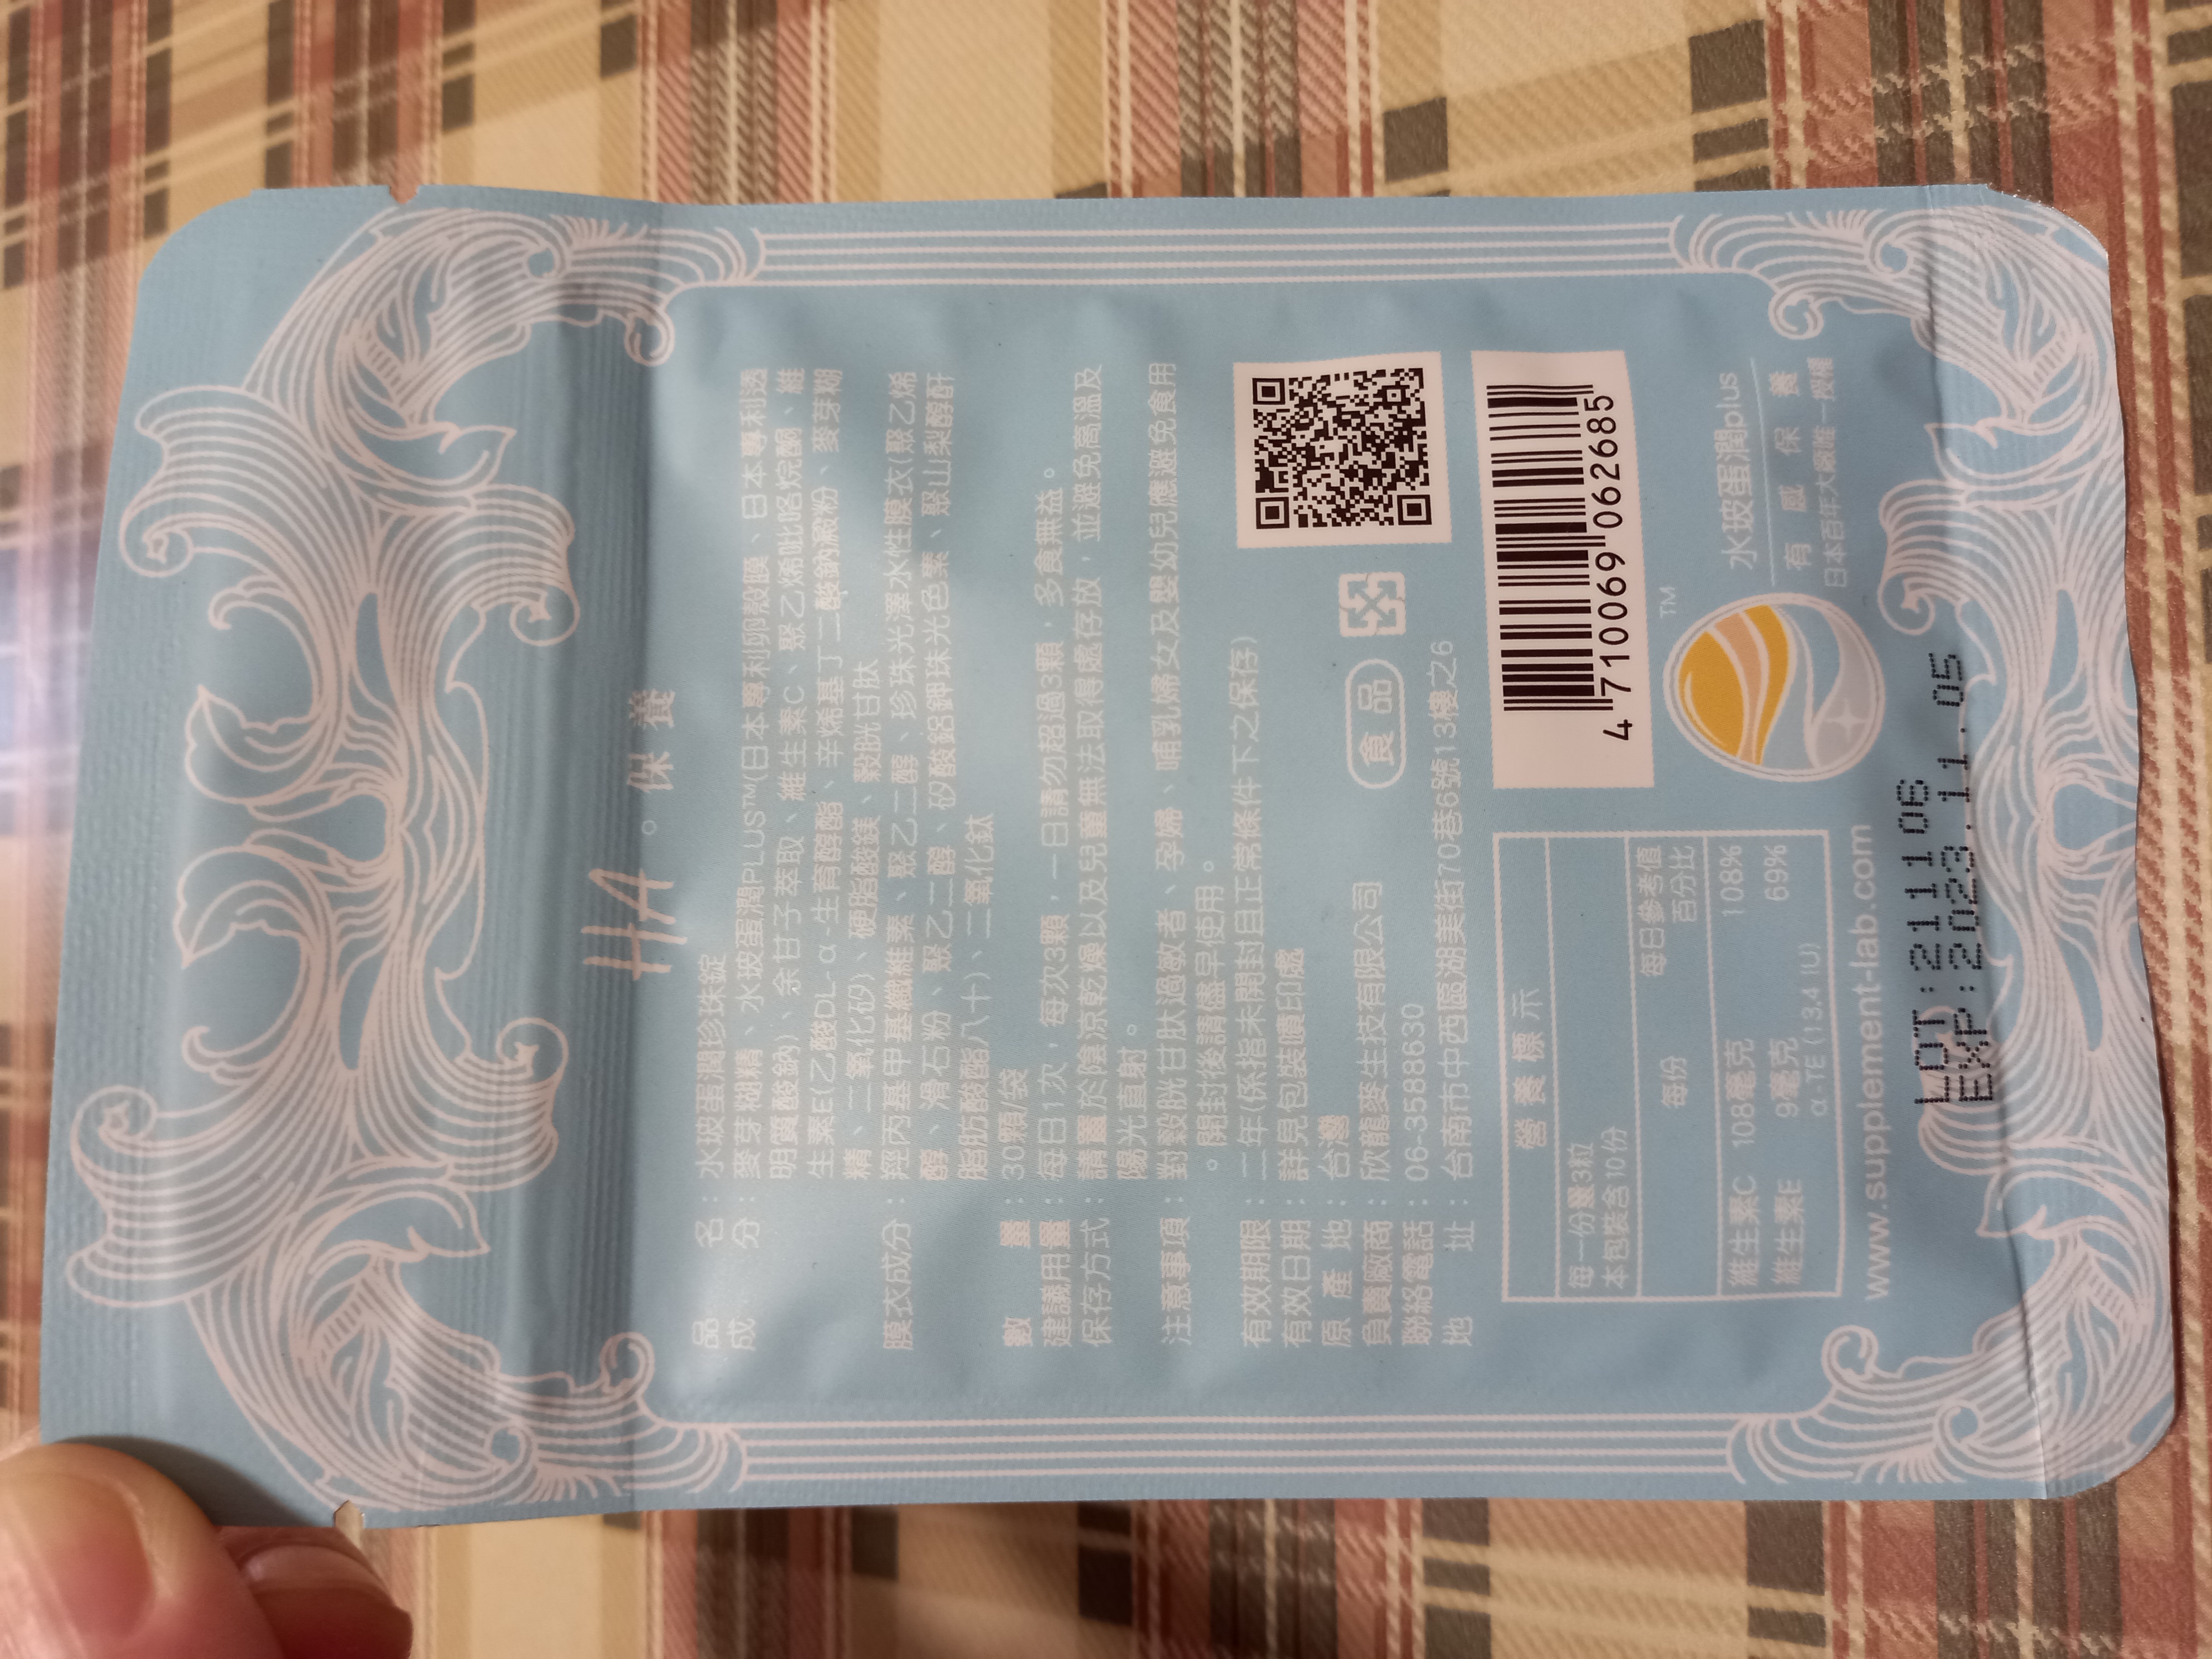 HA。保養
品名：水玻蛋潤珍珠錠
成分：麥芽糊精、水玻蛋潤PLUS™(日本專利卵殼膜、日本專利透
明質酸鈉)、余甘子萃取、維生素C、聚乙烯吡咯烷酮、維
生素E(乙酸DL-α-生育醇酯、辛烯基丁二酸鈉澱粉、麥芽糊
精、二氧化矽)、硬脂酸鎂、穀胱甘肽
膜衣成分：羥丙基甲基纖維素、聚乙二醇、珍珠光澤水性膜衣(聚乙烯
醇、滑石粉、聚乙二醇、矽酸鋁鉀珠光色素、聚山梨醇酐
脂肪酸酯八十)、二氧化鈦
數量：30顆/袋
建議用量：每日1次，每次3顆，一日請勿超過3顆，多食無益。
保存方式：請置於陰涼乾燥以及兒童無法取得處存放，並避免高溫及
陽光直射。
注意事項：對穀胱甘肽過敏者、孕婦、哺乳婦女及嬰幼兒應避免食用
。開封後請儘早使用。
有效期限：二年(係指未開封且正常條件下之保存)
有效日期：詳見包裝噴印處
原產地：台灣
負責廠商：欣龍麥生技有限公司
聯絡電話：06-3588630
地址：台南市中西區湖美街70巷6號13樓之6
食品
營養標示
每一份量3粒
本包裝含10份
每份 每日參考值
百分比
維生素C 108毫克 108%
維生素E 9毫克 69%
α-TE (13.4 IU)
4 710069 062685
TM
水玻蛋潤plus
有感保養
日本百年大廠唯一授權
www.supplement-lab.com
LOT: 211106
EXP: 2023.11.05